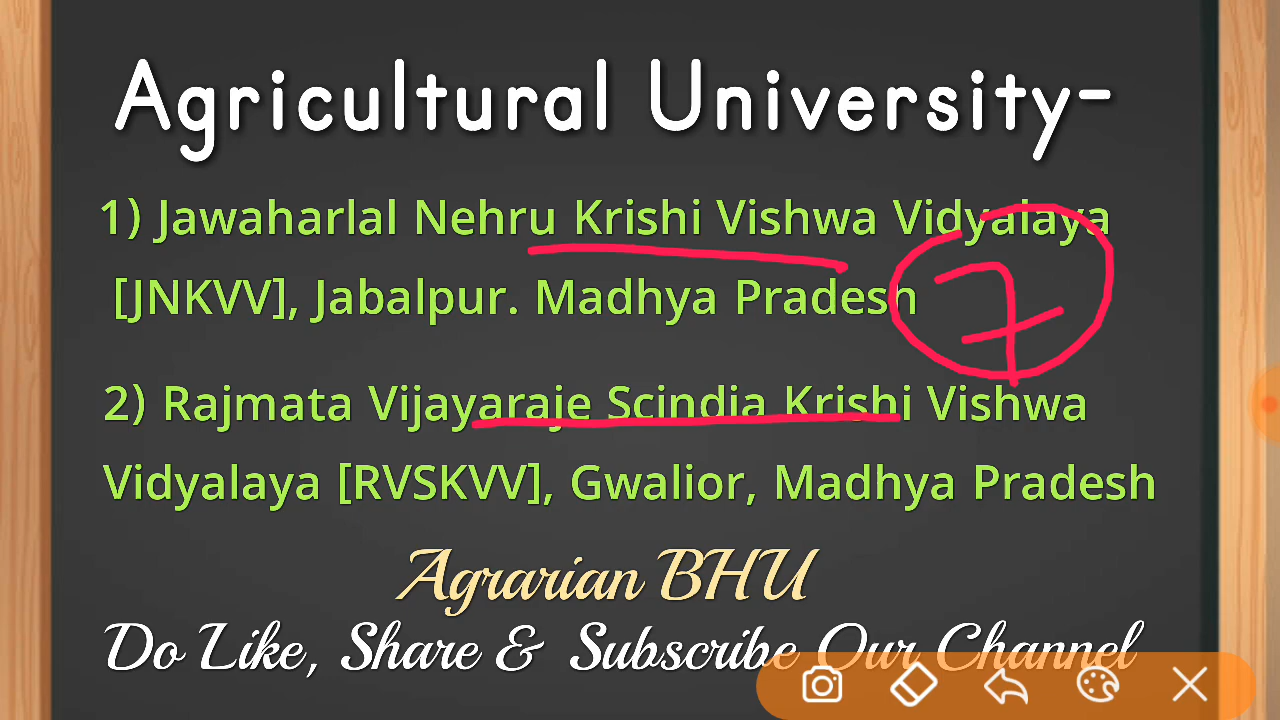 Agricultural University-
1) Jawaharlal Nehru Krishi Vishwa Vidyalaya
[JNKVV], Jabalpur. Madhya Pradesh
7
2) Rajmata Vijayaraje Scindia Krishi Vishwa
Vidyalaya [RVSKVV], Gwalior, Madhya Pradesh
Agrarian BHU
Do Like, Share & Subscribe Our Channel